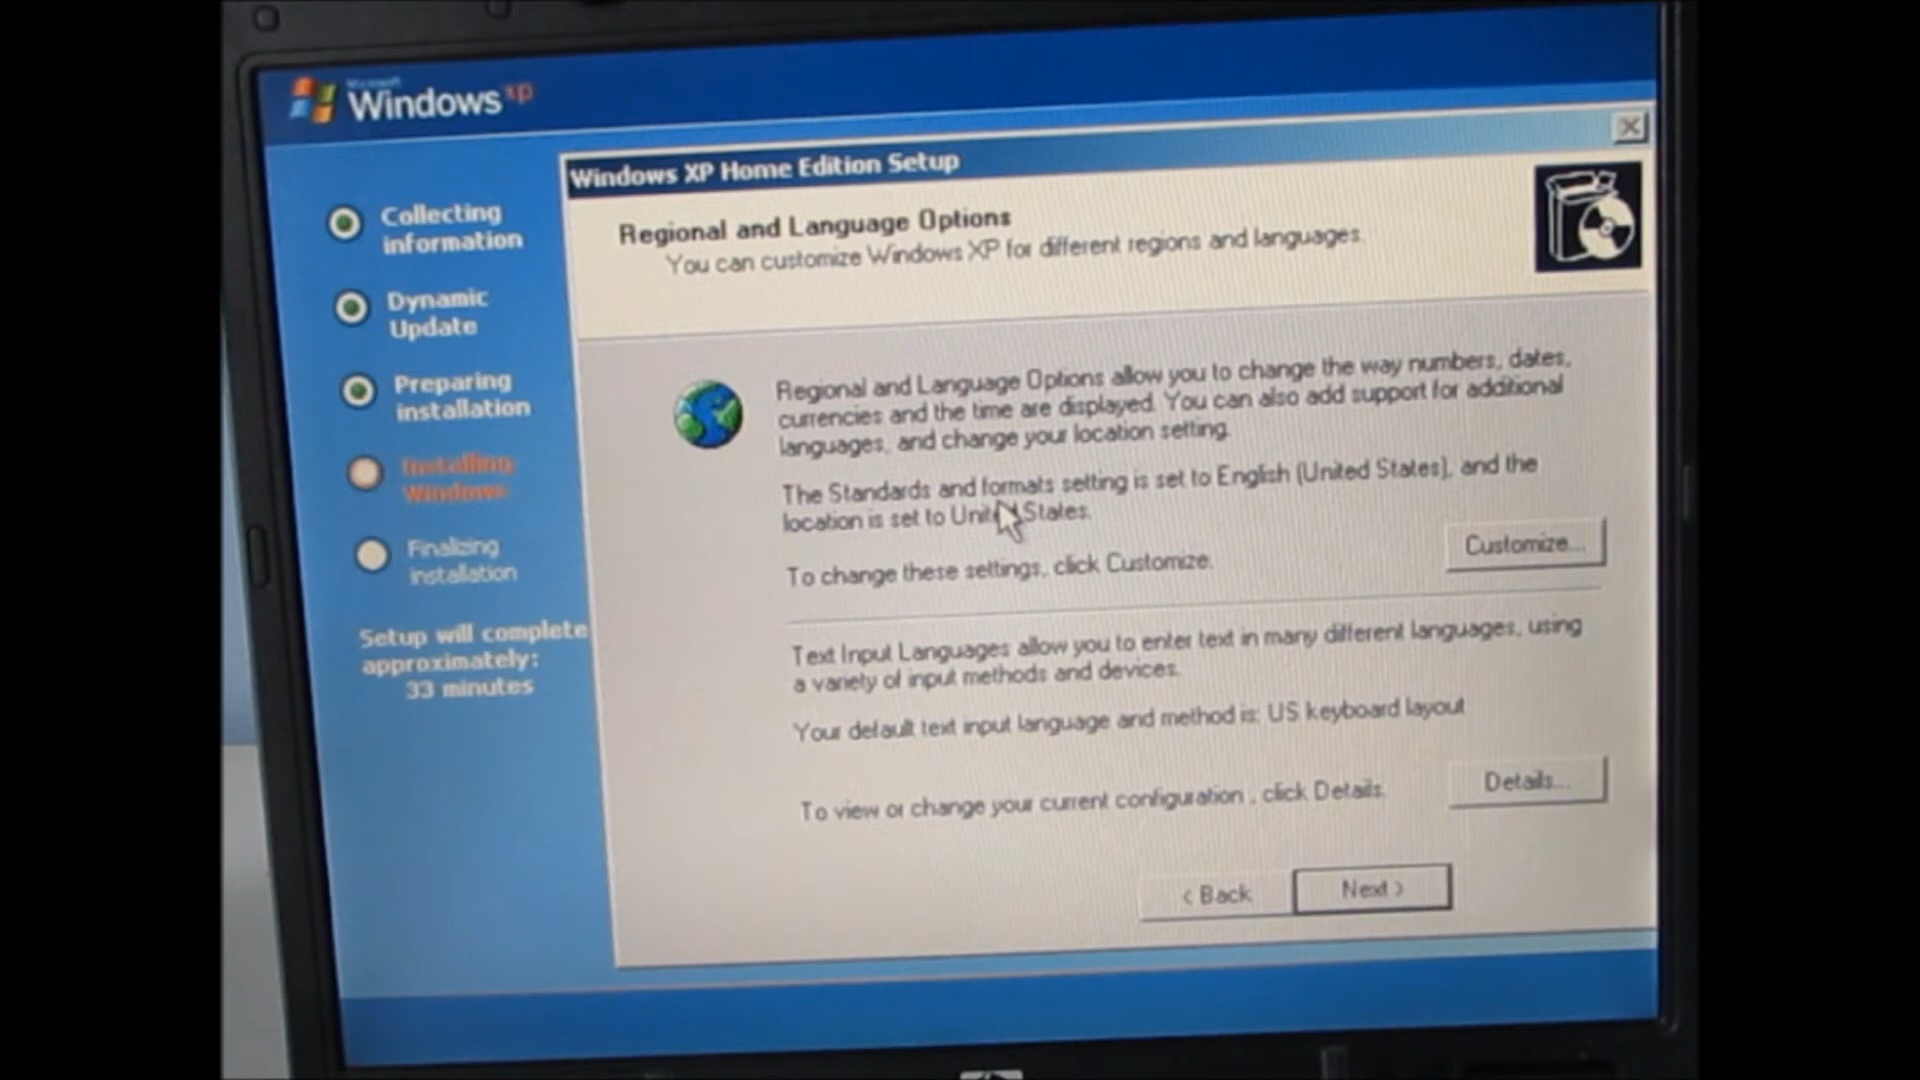 Microsoft
Windows xp
Collecting
information
Dynamic
Update
Preparing
installation
Installing
Windows
Finalizing
installation
Setup will complete
approximately:
33 minutes
Windows XP Home Edition Setup
Regional and Language Options
You can customize Windows XP for different regions and languages.
Regional and Language Options allow you to change the way numbers, dates,
currencies and the time are displayed. You can also add support for additional
languages, and change your location setting.
The Standards and formats setting is set to English (United States), and the
location is set to United States.
To change these settings, click Customize.
Customize...
Text Input Languages allow you to enter text in many different languages, using
a variety of input methods and devices.
Your default text input language and method is: US keyboard layout
To view or change your current configuration , click Details.
Details...
< Back
Next >